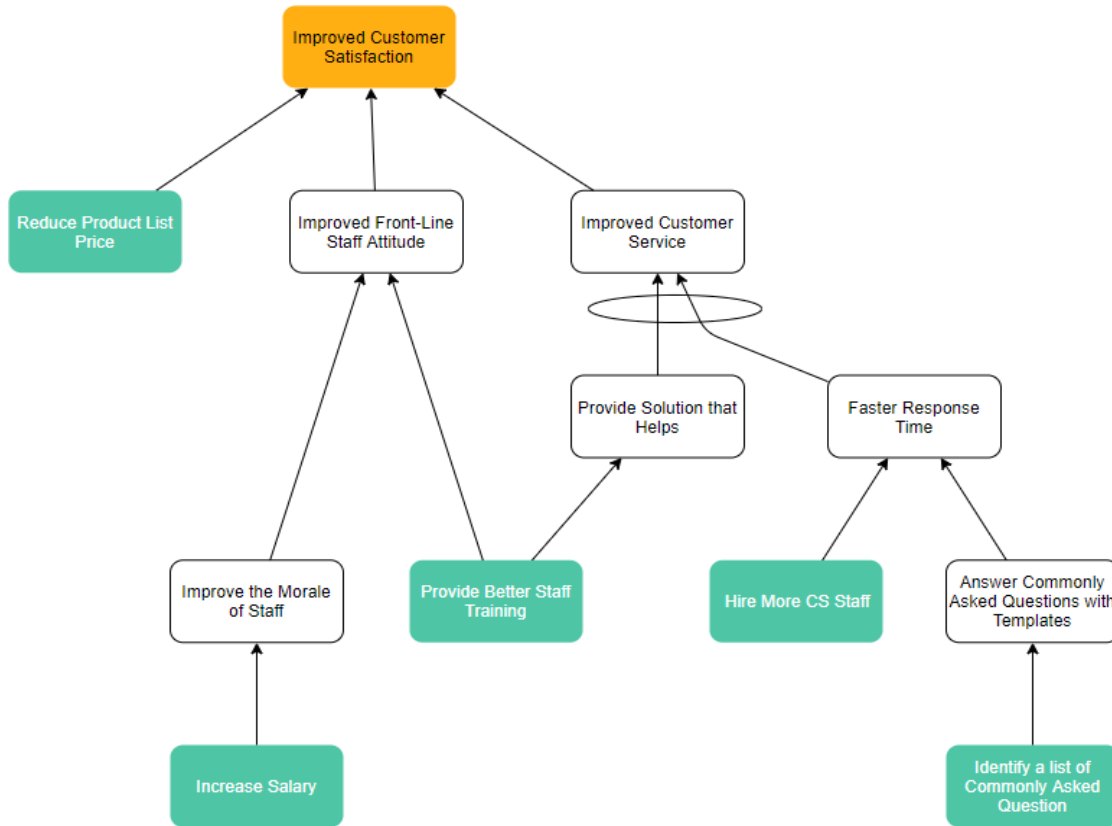 Improved Customer
Satisfaction
Reduce Product List
Price
Improved Front-Line
Staff Attitude
Improved Customer
Service
Provide Solution that
Helps
Faster Response
Time
Improve the Morale
of Staff
Provide Better Staff
Training
Hire More CS Staff
Answer Commonly
Asked Questions with
Templates
Increase Salary
Identify a list of
Commonly Asked
Question